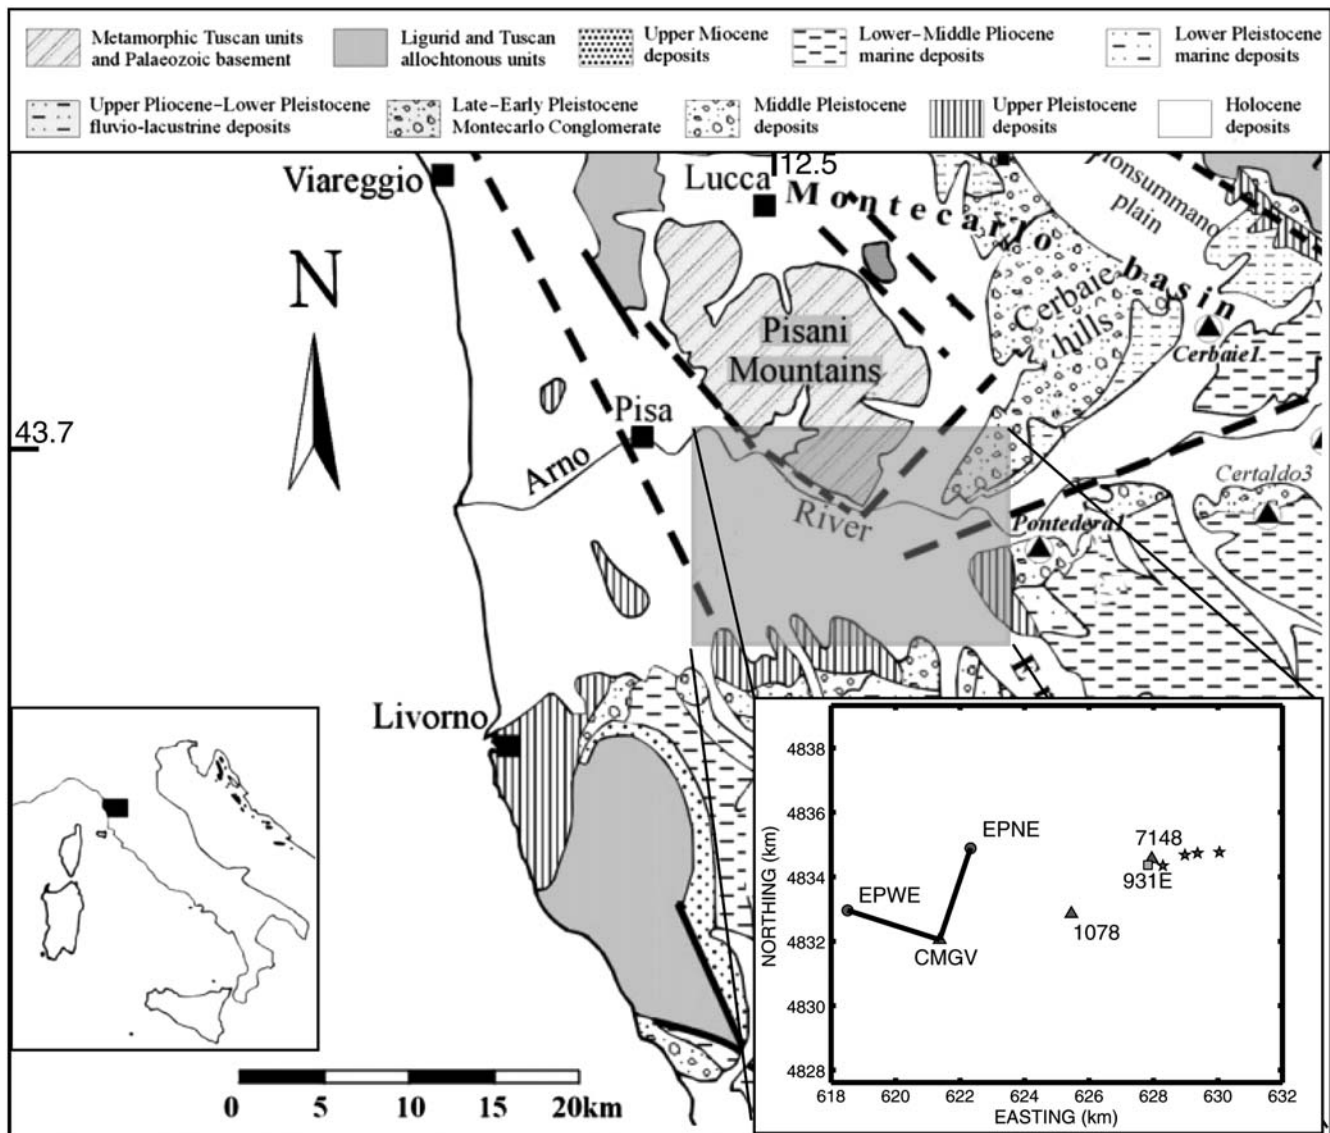 Metamorphic Tuscan units
and Palaeozoic basement
Ligurid and Tuscan
allochtonous units
Upper Miocene
deposits
Lower–Middle Pliocene
marine deposits
Lower Pleistocene
marine deposits
Upper Pliocene–Lower Pleistocene
fluvio-lacustrine deposits
Late–Early Pleistocene
Montecarlo Conglomerate
Middle Pleistocene
deposits
Upper Pleistocene
deposits
Holocene
deposits
12.5
Viareggio
Lucca
Montecarlo basin
plain
N
Cerbaie
hills
Pisani
Mountains
Cerbaie1
Pisa
43.7
Arno
River
Certaldo3
Pontedera1
Livorno
0 5 10 15 20km
NORTHING (km)
4838
4836
4834
4832
4830
4828
EPNE
EPWE
CMGV
7148
931E
1078
618 620 622 624 626 628 630 632
EASTING (km)